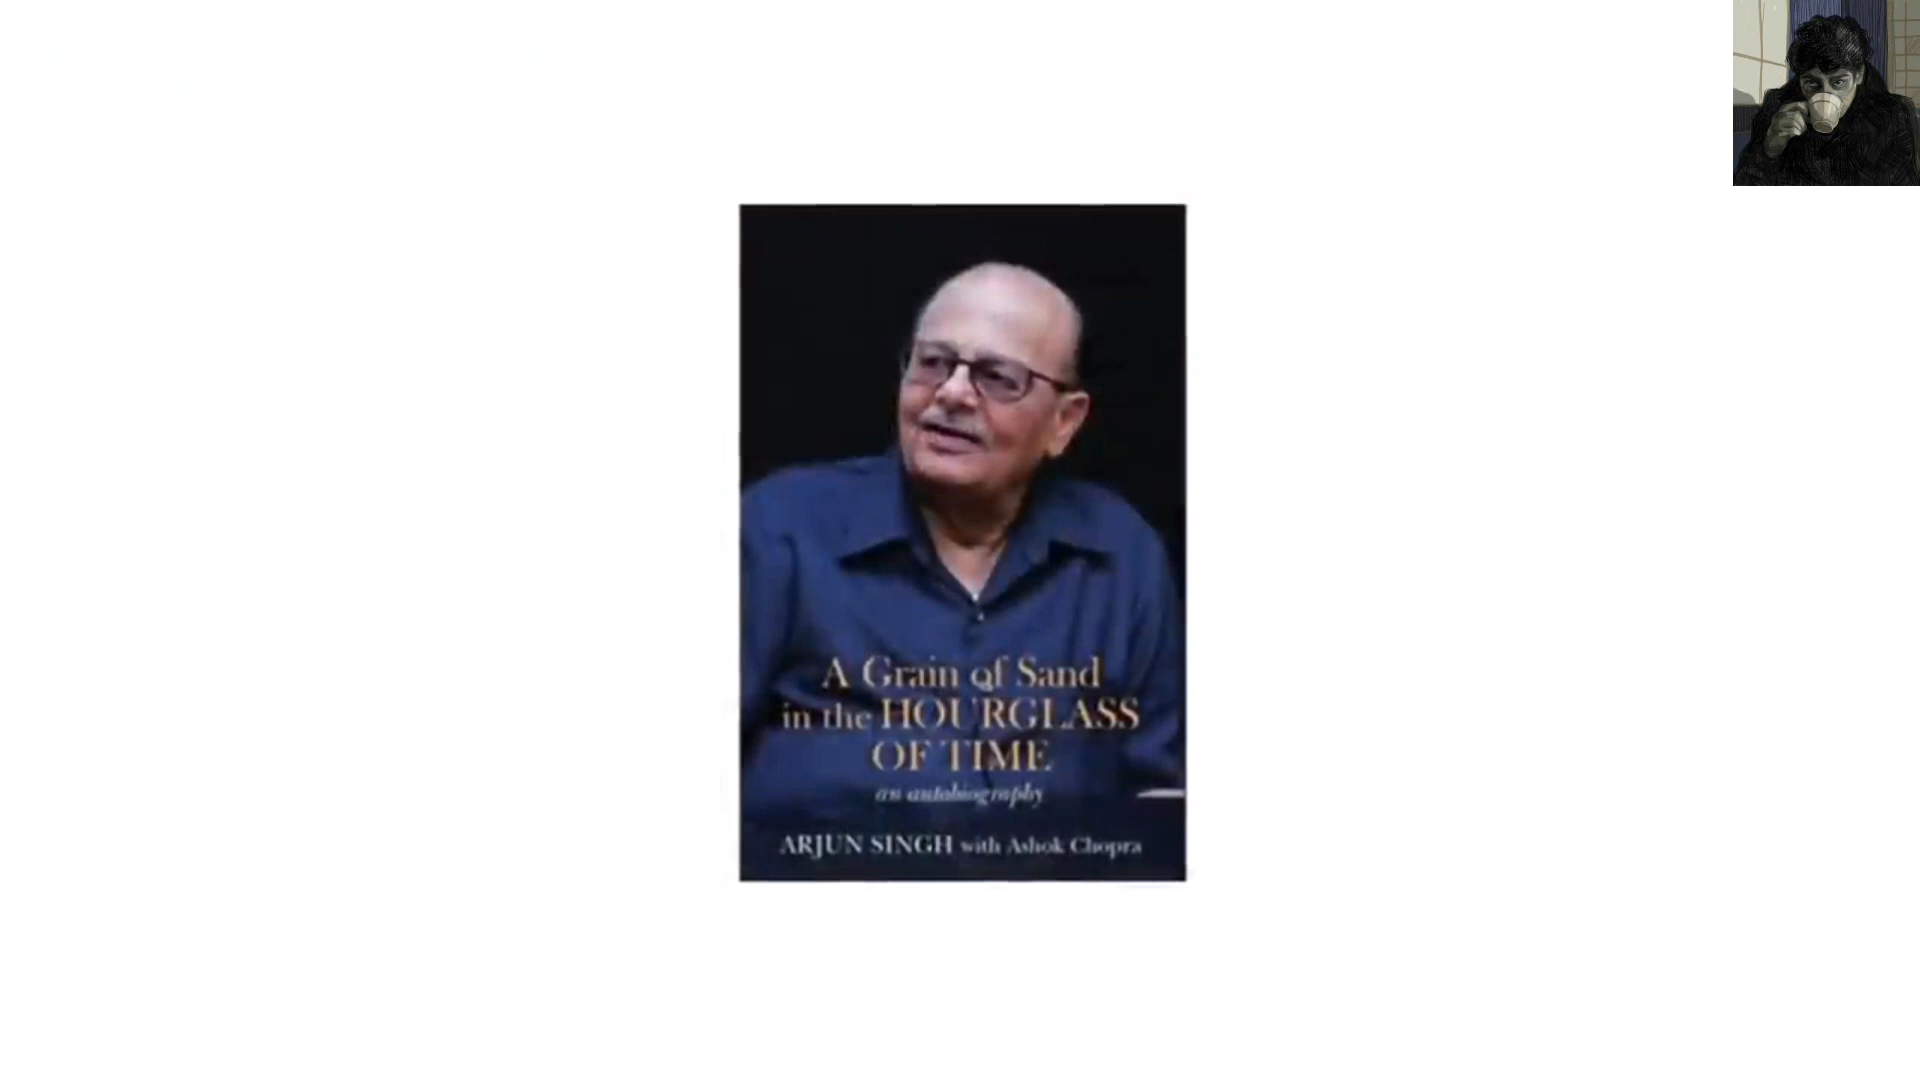 A Grain of Sand
in the HOURGLASS
OF TIME
an autobiography
ARJUN SINGH with Ashok Chopra